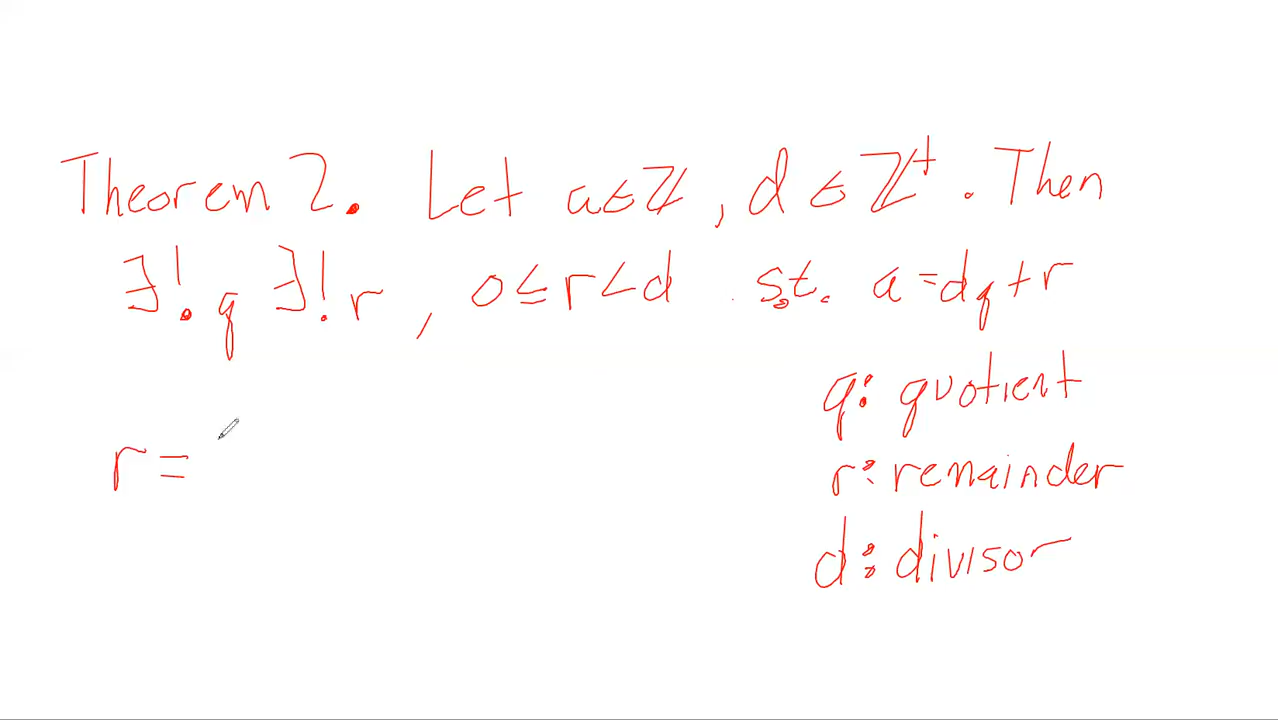 Theorem 2. Let a∈ℤ, d∈ℤ⁺. Then
∃! q ∃! r, 0≤r<d s.t. a=dq+r
q: quotient
r: remainder
r=
d: divisor